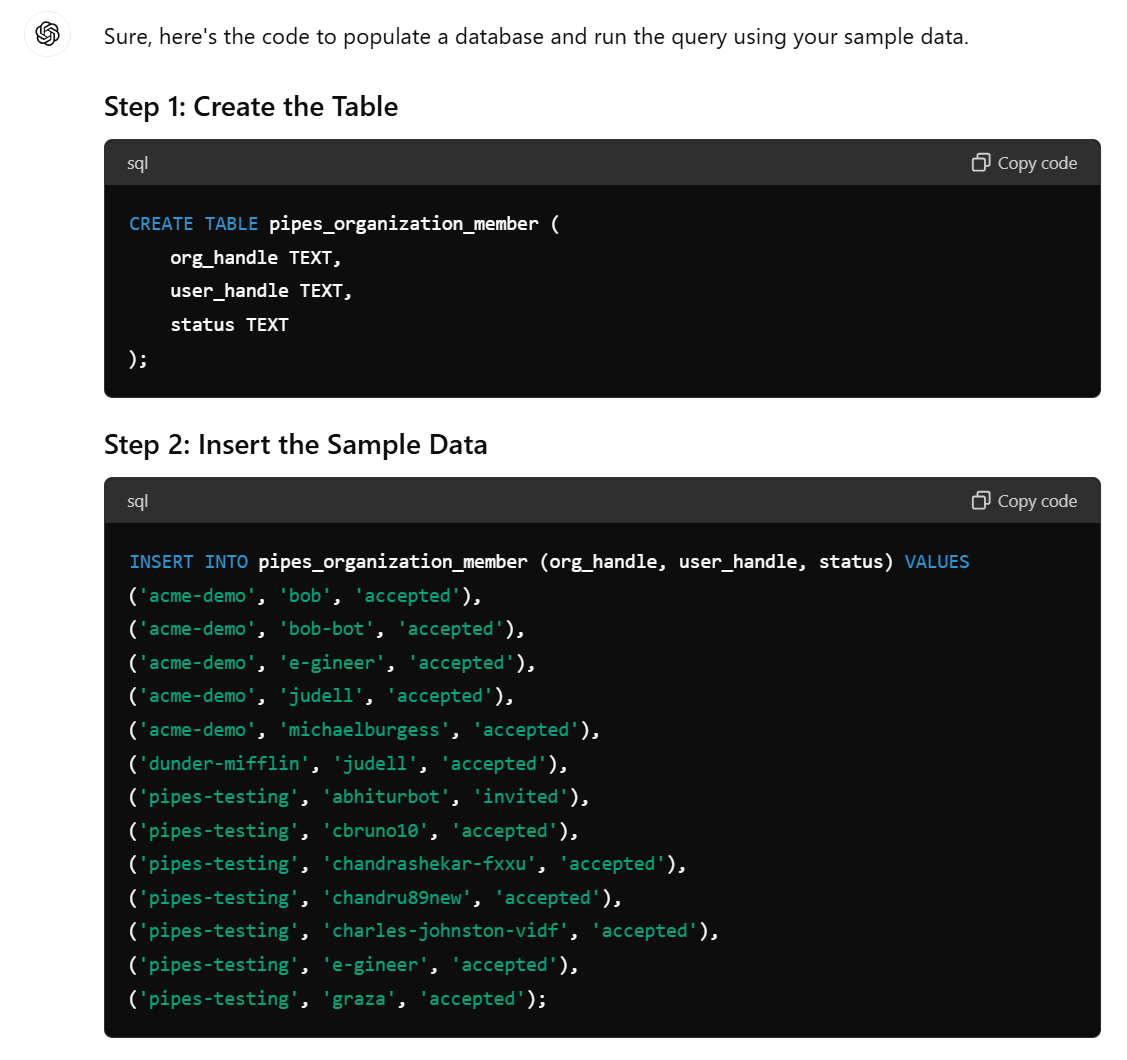 Sure, here's the code to populate a database and run the query using your sample data.
Step 1: Create the Table
sql Copy code
CREATE TABLE pipes_organization_member (
    org_handle TEXT,
    user_handle TEXT,
    status TEXT
);
Step 2: Insert the Sample Data
sql Copy code
INSERT INTO pipes_organization_member (org_handle, user_handle, status) VALUES
('acme-demo', 'bob', 'accepted'),
('acme-demo', 'bob-bot', 'accepted'),
('acme-demo', 'e-gineer', 'accepted'),
('acme-demo', 'judell', 'accepted'),
('acme-demo', 'michaelburgess', 'accepted'),
('dunder-mifflin', 'judell', 'accepted'),
('pipes-testing', 'abhiturbot', 'invited'),
('pipes-testing', 'cbruno10', 'accepted'),
('pipes-testing', 'chandrashekar-fxxu', 'accepted'),
('pipes-testing', 'chandru89new', 'accepted'),
('pipes-testing', 'charles-johnston-vidf', 'accepted'),
('pipes-testing', 'e-gineer', 'accepted'),
('pipes-testing', 'graza', 'accepted');